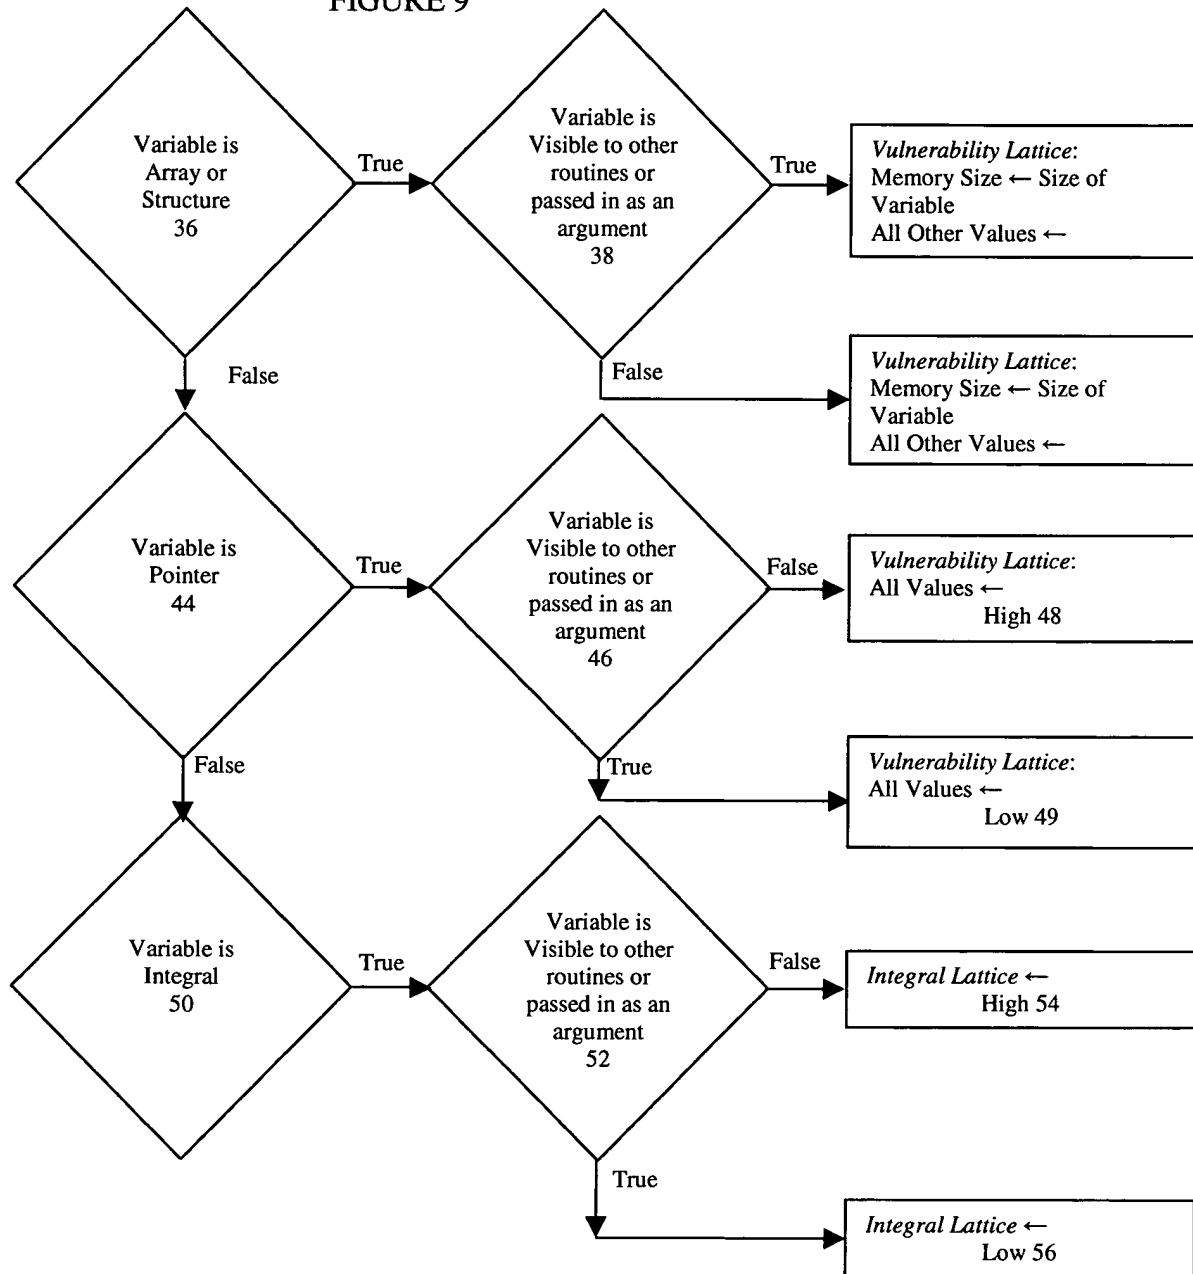 FIGURE 9
Variable is
Array or
Structure
36
True
Variable is
Visible to other
routines or
passed in as an
argument
38
True
Vulnerability Lattice:
Memory Size ← Size of
Variable
All Other Values ←
False
False
Vulnerability Lattice:
Memory Size ← Size of
Variable
All Other Values ←
Variable is
Pointer
44
True
Variable is
Visible to other
routines or
passed in as an
argument
46
False
Vulnerability Lattice:
All Values ←
High 48
False
True
Vulnerability Lattice:
All Values ←
Low 49
Variable is
Integral
50
True
Variable is
Visible to other
routines or
passed in as an
argument
52
False
Integral Lattice ←
High 54
True
Integral Lattice ←
Low 56